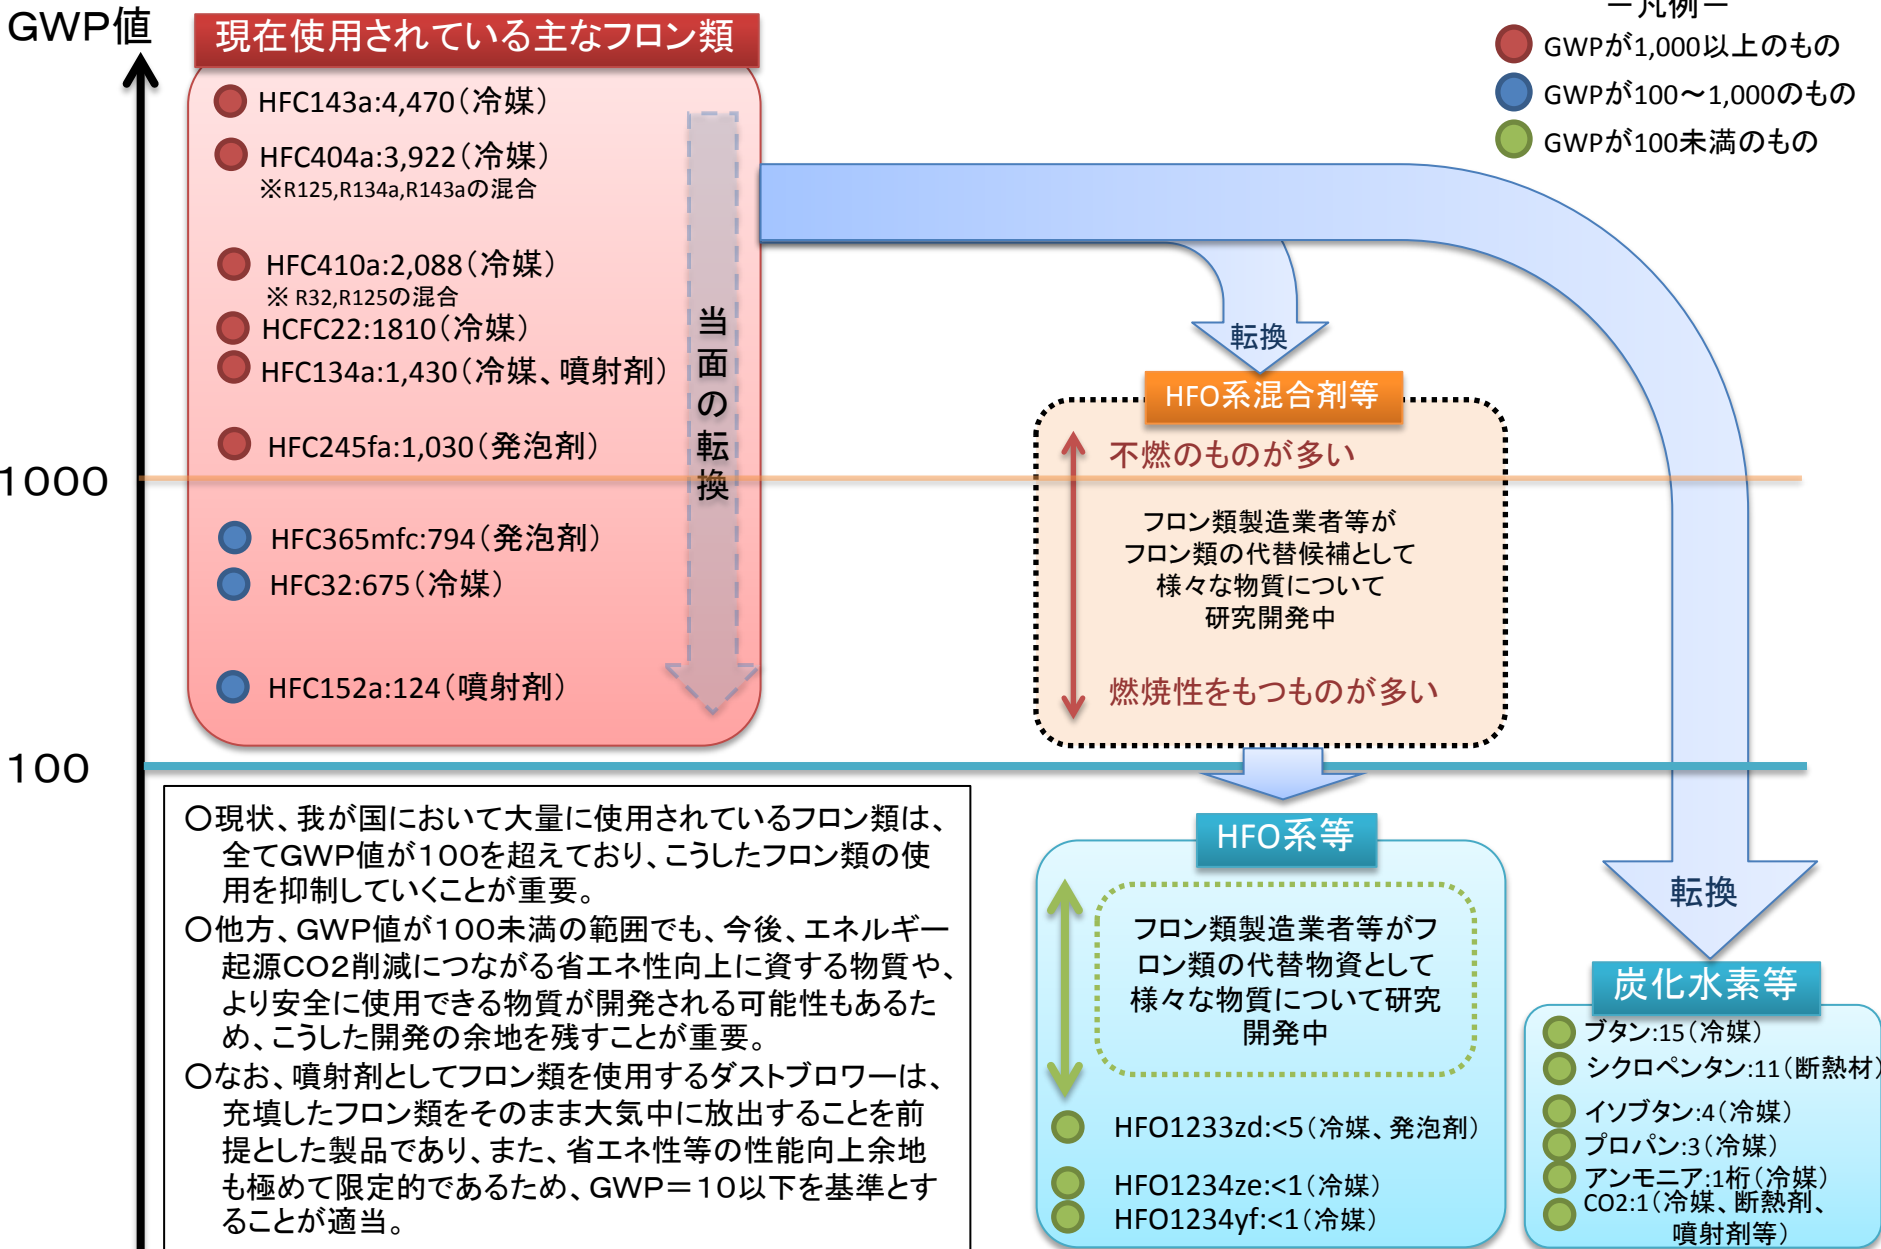 GWP値
現在使用されている主なフロン類
－凡例－
GWPが1,000以上のもの
GWPが100～1,000のもの
GWPが100未満のもの
HFC143a:4,470（冷媒）
HFC404a:3,922（冷媒）
※R125,R134a,R143aの混合
HFC410a:2,088（冷媒）
※ R32,R125の混合
HCFC22:1810（冷媒）
HFC134a:1,430（冷媒、噴射剤）
HFC245fa:1,030（発泡剤）
1000
HFC365mfc:794（発泡剤）
HFC32:675（冷媒）
HFC152a:124（噴射剤）
当面の転換
転換
HFO系混合剤等
不燃のものが多い
フロン類製造業者等が
フロン類の代替候補として
様々な物質について
研究開発中
燃焼性をもつものが多い
100
○現状、我が国において大量に使用されているフロン類は、
全てGWP値が１００を超えており、こうしたフロン類の使
用を抑制していくことが重要。
○他方、GWP値が１００未満の範囲でも、今後、エネルギー
起源CO２削減につながる省エネ性向上に資する物質や、
より安全に使用できる物質が開発される可能性もあるた
め、こうした開発の余地を残すことが重要。
○なお、噴射剤としてフロン類を使用するダストブロワーは、
充填したフロン類をそのまま大気中に放出することを前
提とした製品であり、また、省エネ性等の性能向上余地
も極めて限定的であるため、GWP＝１０以下を基準とす
ることが適当。
HFO系等
フロン類製造業者等がフ
ロン類の代替物資として
様々な物質について研究
開発中
HFO1233zd:<5（冷媒、発泡剤）
HFO1234ze:<1（冷媒）
HFO1234yf:<1（冷媒）
転換
炭化水素等
ブタン:15（冷媒）
シクロペンタン:11（断熱材）
イソブタン:4（冷媒）
プロパン:3（冷媒）
アンモニア:1桁（冷媒）
CO2:1（冷媒、断熱剤、
噴射剤等）